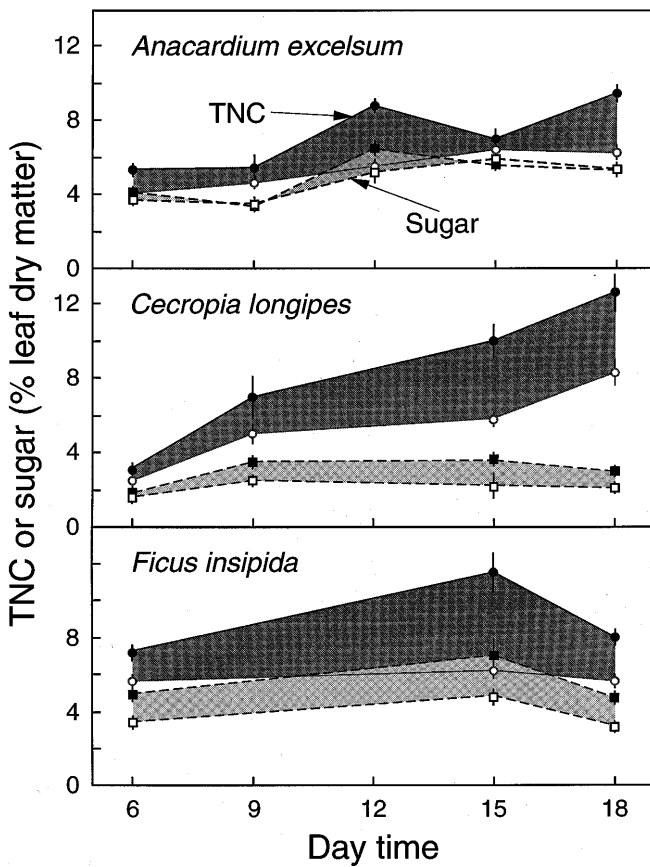 TNC or sugar (% leaf dry matter)
Anacardium excelsum
12
8
4
0
TNC
Sugar
Cecropia longipes
12
8
4
0
Ficus insipida
8
4
0
6 9 12 15 18
Day time